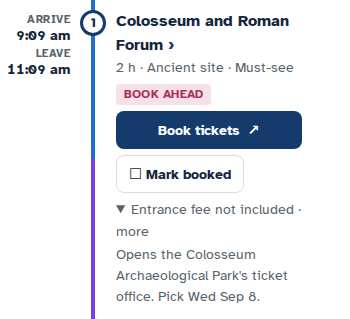 ARRIVE
9:09 am
LEAVE
11:09 am
1
Colosseum and Roman
Forum ›
2 h · Ancient site · Must-see
BOOK AHEAD
Book tickets ↗
☐ Mark booked
▼ Entrance fee not included ·
more
Opens the Colosseum
Archaeological Park's ticket
office. Pick Wed Sep 8.